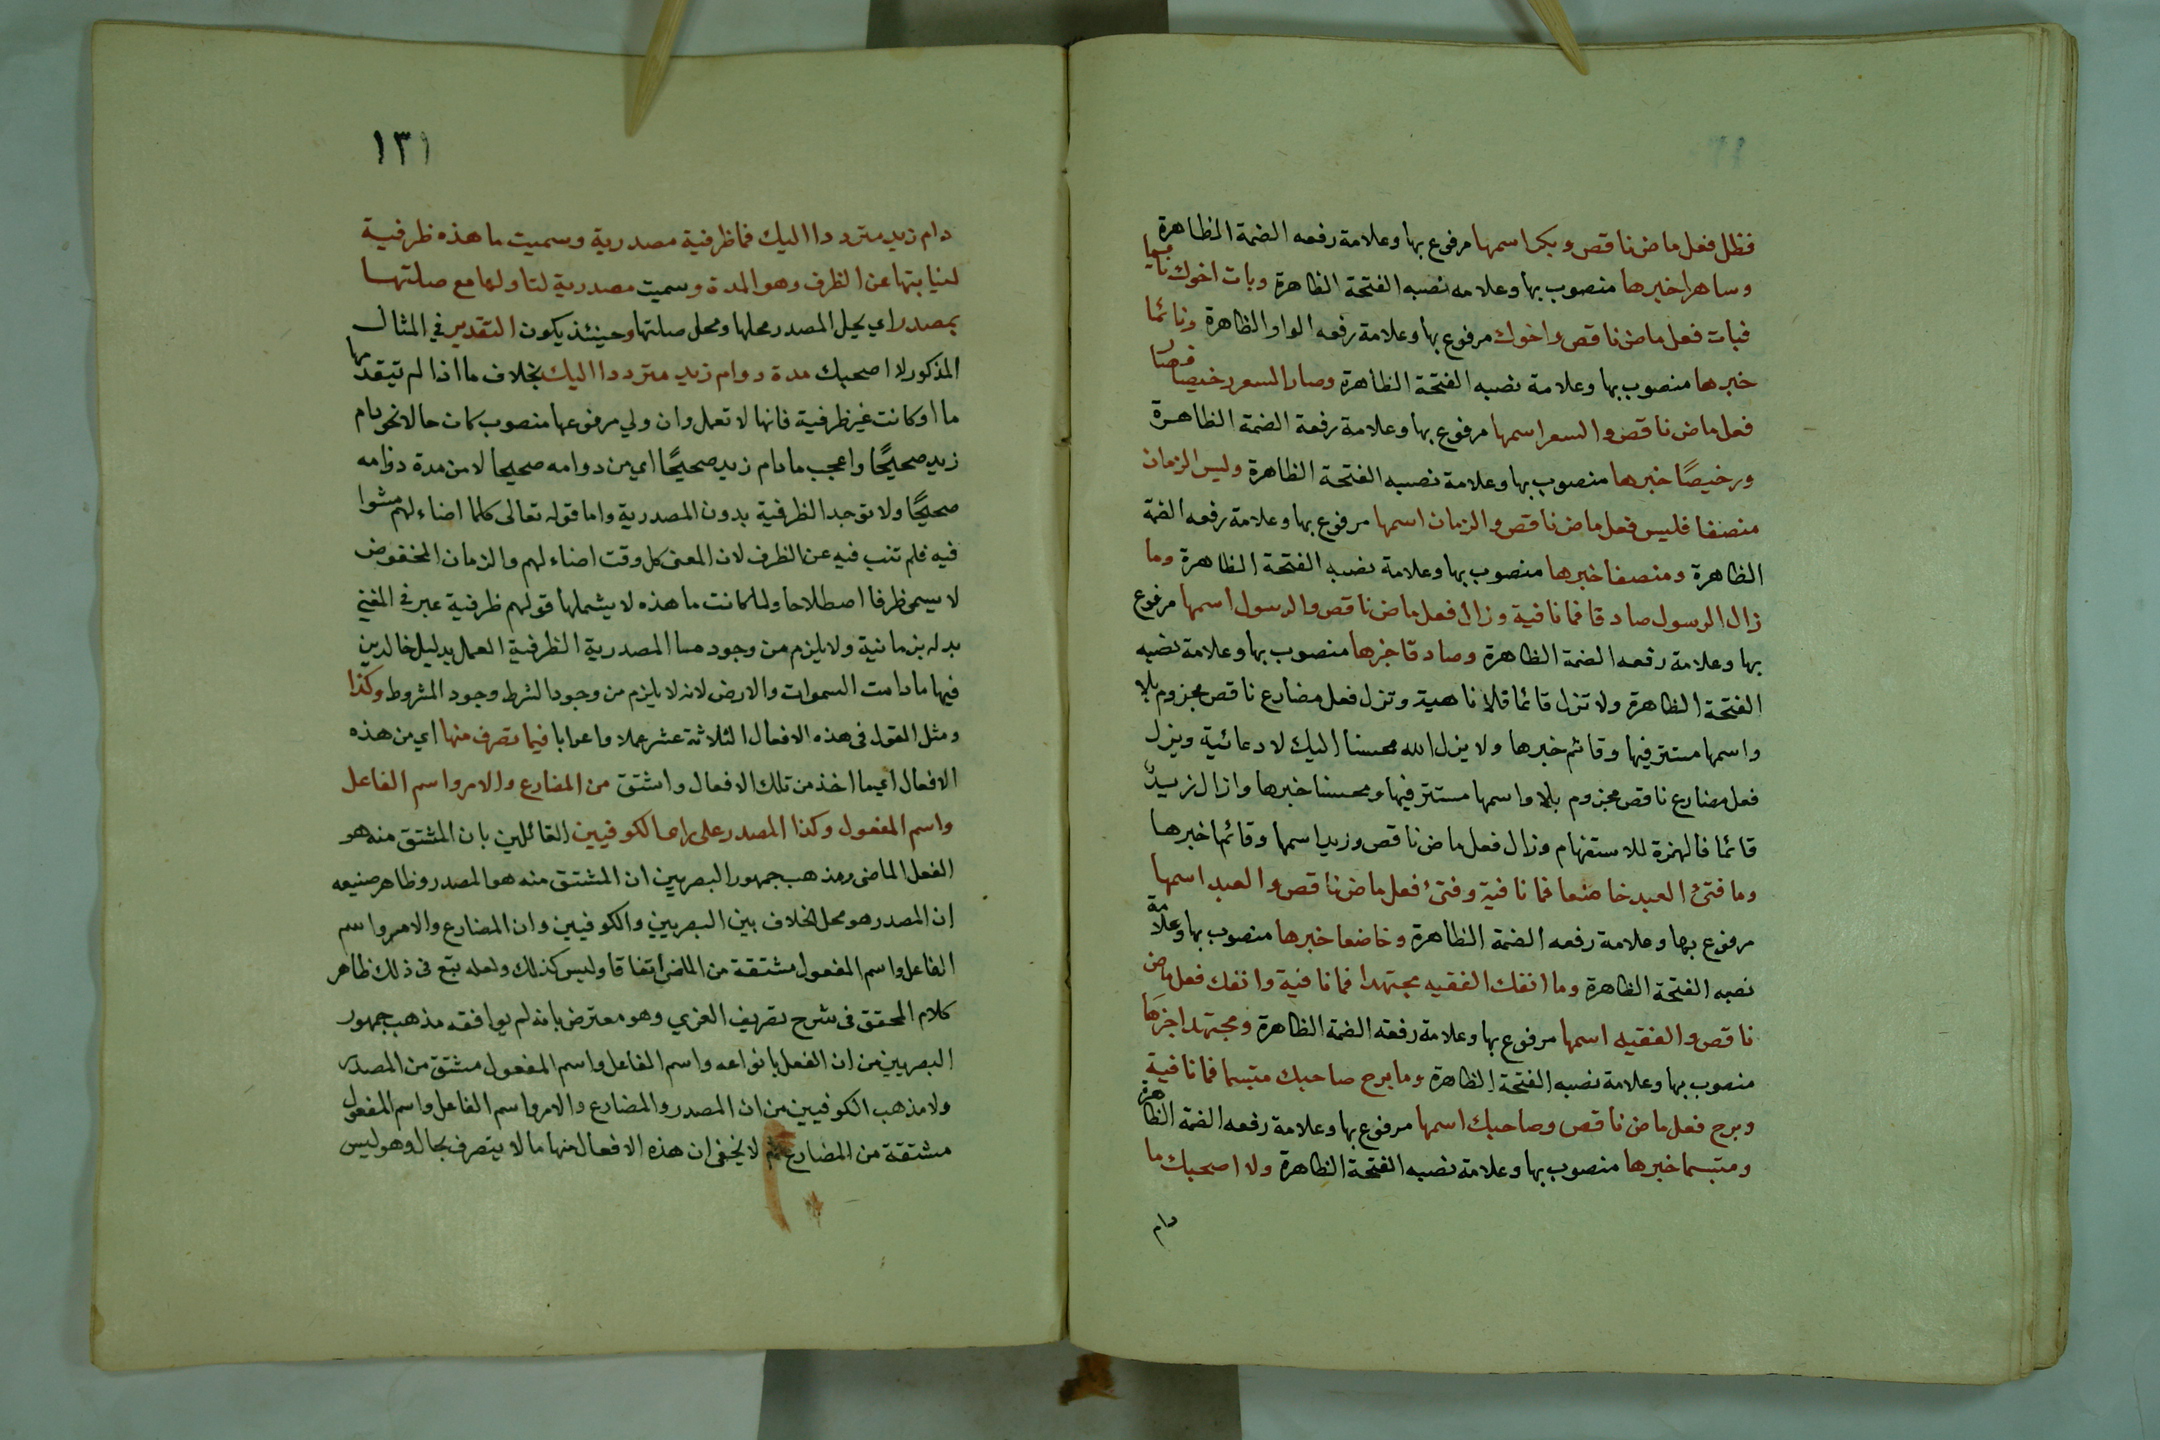 فظل فعل ماض ناقص وبكر اسمها مرفوع بها وعلامة رفعه الضمة الظاهرة
وساهرا خبرها منصوب بها وعلامه نصبه الفتحة الظاهرة وبات اخوك نائما
فبات فعل ماض ناقص واخوك مرفوع بها وعلامة رفعه الواو الظاهرة ونائما
خبرها منصوب بها وعلامة نصبه الفتحة الظاهرة وصار السعر رخيصا فصار
فعل ماض ناقص والسعر اسمها مرفوع بها وعلامة رفعة الضمة الظاهرة
ورخيصًا خبرها منصوب بها وعلامة نصبه الفتحة الظاهرة وليس الزمان
منصفا فليس فعل ماض ناقص والزمان اسمها مرفوع بها وعلامة رفعه الضمة
الظاهرة ومنصفا خبرها منصوب بها وعلامة نصبه الفتحة الظاهرة وما
زال الرسول صادقا فما نافية وزال فعل ماض ناقص والرسول اسمها مرفوع
بها وعلامة رفعه الضمة الظاهرة وصادقا خبرها منصوب بها وعلامة نصبه
الفتحة الظاهرة ولا تزل قائما فلا ناهية وتزل فعل مضارع ناقص مجزوم بلا
واسمها مستتر فيها وقائم خبرها ولا يزل الله محسنا اليك لا دعائية ويزل
فعل مضارع ناقص مجزوم بلا واسمها مستتر فيها ومحسنا خبرها وازال زيدٌ
قائما فالهمزة للاستفهام وزال فعل ماض ناقص وزيد اسمها وقائما خبرها
وما فتئ العبد خاضعا فما نافية وفتئ فعل ماض ناقص والعبد اسمها
مرفوع بها وعلامة رفعه الضمة الظاهرة وخاضعا خبرها منصوب بها وعلامة
نصبه الفتحة الظاهرة وما انفك الفقيه مجتهدا فما نافية وانفك فعل ماض
ناقص والفقيه اسمها مرفوع بها وعلامة رفعه الضمة الظاهرة ومجتهدا خبرها
منصوب بها وعلامة نصبه الفتحة الظاهرة وما برح صاحبك متبسما فما نافية
وبرح فعل ماض ناقص وصاحبك اسمها مرفوع بها وعلامة رفعه الضمة الظاهرة
ومتبسما خبرها منصوب بها وعلامة نصبه الفتحة الظاهرة ولا اصحبك ما
دام
١٣١
دام زيد مترددا اليك فما ظرفية مصدرية وسميت ما هذه ظرفية
لنيابتها عن الظرف وهو المدة وسميت مصدرية لتاولها مع صلتها
بمصدر اي يحل المصدر محلها ومحل صلتها وحينئذ يكون التقدير في المثال
المذكور لا اصحبك مدة دوام زيد مترددا اليك بخلاف ما اذا لم تتقدمها
ما او كانت غير ظرفية فانها لا تعمل وان ولي مرفوعها منصوب كان حالا نحو دام
زيد صحيحًا واعجب ما دام زيد صحيحًا اي من دوامه صحيحا لا من مدة دوامه
صحيحًا ولا توجد الظرفية بدون المصدرية واما قوله تعالى كلما اضاء لهم مشوا
فيه فلم تنب فيه عن الظرف لان المعنى كل وقت اضاء لهم والزمان المخفوض
لا يسمى ظرفا اصطلاحا ولما كانت ما هذه لا يشملها قولهم ظرفية عبر في المغني
بدله بزمانية ولا يلزم من وجود ما المصدرية الظرفية العمل بدليل خالدين
فيها ما دامت السموات والارض لانه لا يلزم من وجود الشرط وجود المشروط وكذا
ومثل القول في هذه الافعال الثلاثة عشر عملا واعرابا فيما تصرف منها اي من هذه
الافعال اي ما اخذ من تلك الافعال واشتق من المضارع والامر واسم الفاعل
واسم المفعول وكذا المصدر على راي الكوفيين القائلين بان المشتق منه هو
الفعل الماضى ومذهب جمهور البصريين ان المشتق منه هو المصدر وظاهر صنيعه
ان المصدر هو محل الخلاف بين البصريين والكوفيين وان المضارع والامر واسم
الفاعل واسم المفعول مشتقة من الماضى اتفاقا وليس كذلك ولعله تبع في ذلك ظاهر
كلام المحقق في شرح تصريف العزي وهو معترض بانه لم يوافقه مذهب جمهور
البصريين من ان الفعل بانواعه واسم الفاعل واسم المفعول مشتق من المصدر
ولا مذهب الكوفيين من ان المصدر والمضارع والامر واسم الفاعل واسم المفعول
مشتقة من المضارع ثم لا يخفى ان هذه الافعال منها ما لا يتصرف بحال وهو ليس